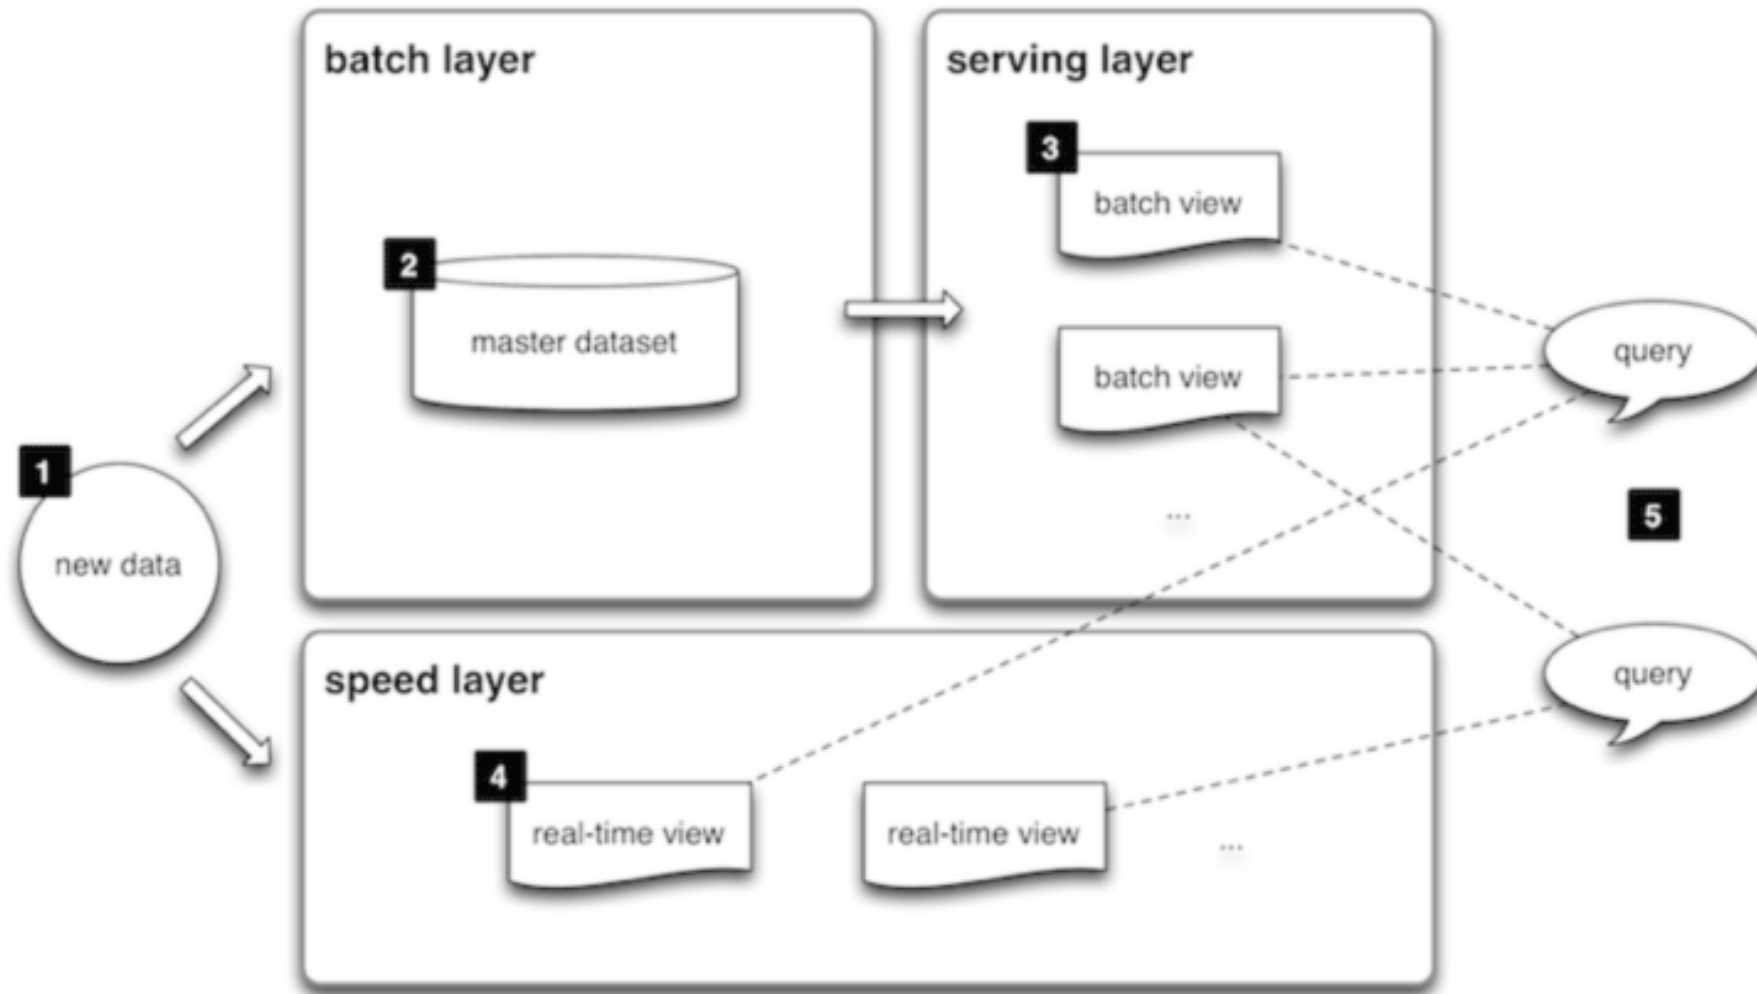 batch layer
2
master dataset
serving layer
3
batch view
batch view
...
1
new data
speed layer
4
real-time view
real-time view
...
query
5
query